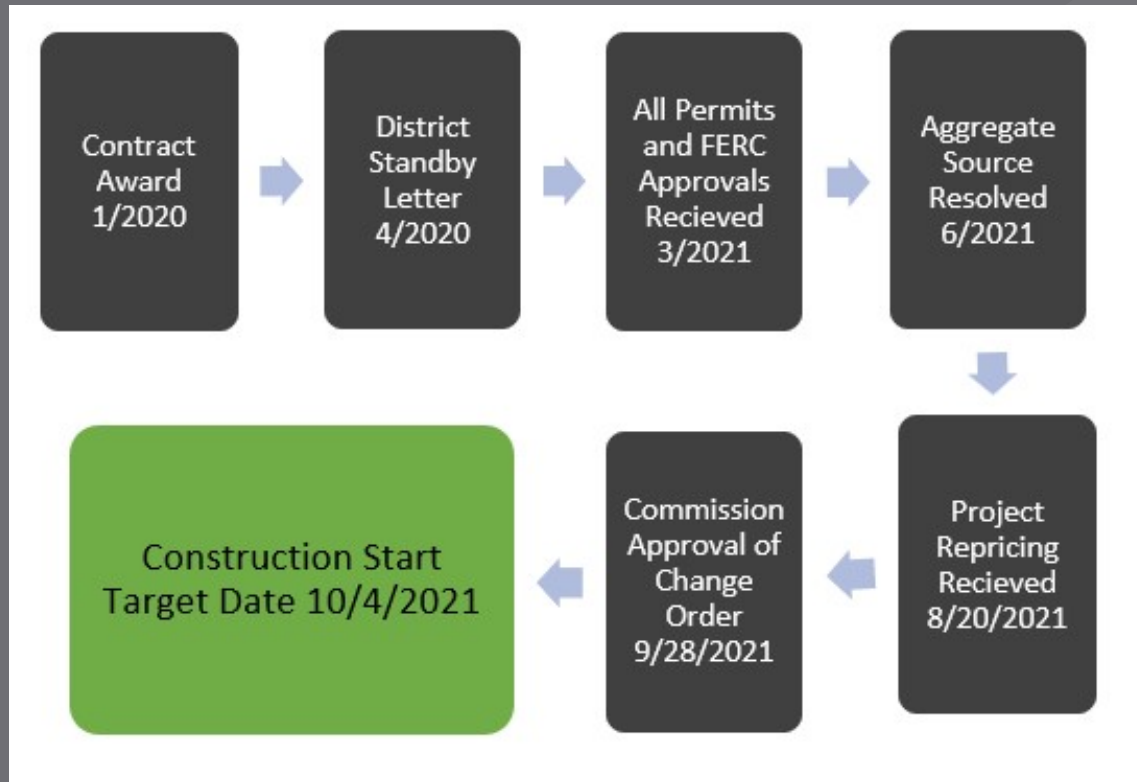 Contract
Award
1/2020
District
Standby
Letter
4/2020
All Permits
and FERC
Approvals
Recieved
3/2021
Aggregate
Source
Resolved
6/2021
Project
Repricing
Recieved
8/20/2021
Commission
Approval of
Change
Order
9/28/2021
Construction Start
Target Date 10/4/2021